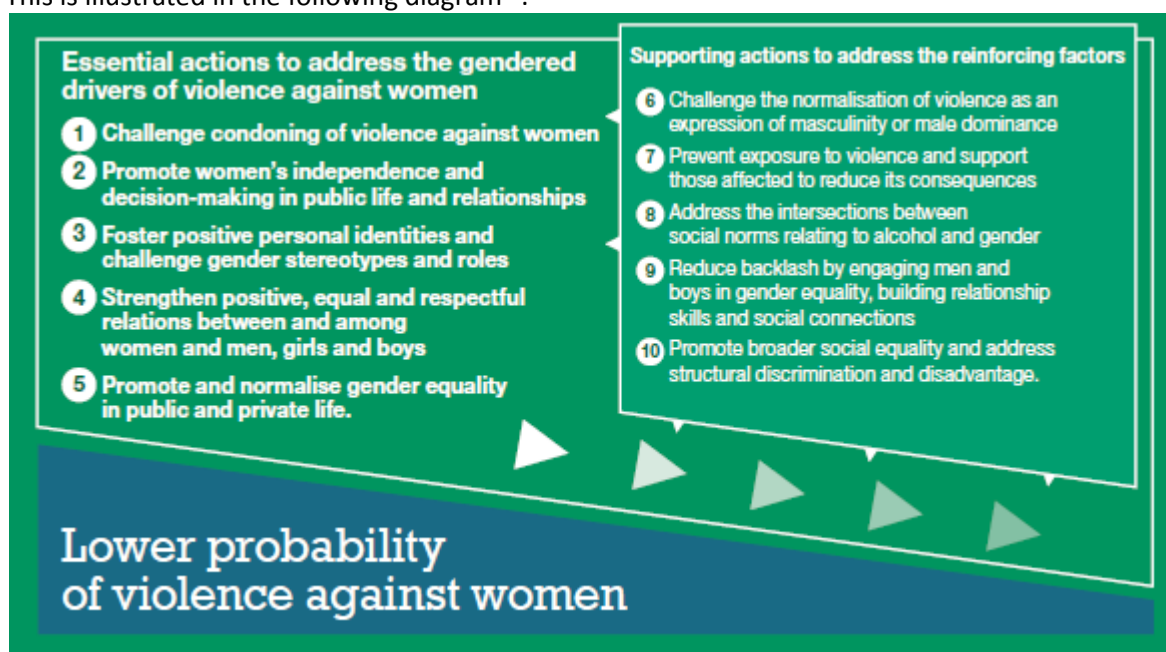 This is illustrated in the following diagram
Essential actions to address the gendered
drivers of violence against women
1 Challenge condoning of violence against women
2 Promote women's independence and
decision-making in public life and relationships
3 Foster positive personal identities and
challenge gender stereotypes and roles
4 Strengthen positive, equal and respectful
relations between and among
women and men, girls and boys
5 Promote and normalise gender equality
in public and private life.
Supporting actions to address the reinforcing factors
6 Challenge the normalisation of violence as an
expression of masculinity or male dominance
7 Prevent exposure to violence and support
those affected to reduce its consequences
8 Address the intersections between
social norms relating to alcohol and gender
9 Reduce backlash by engaging men and
boys in gender equality, building relationship
skills and social connections
10 Promote broader social equality and address
structural discrimination and disadvantage.
Lower probability
of violence against women